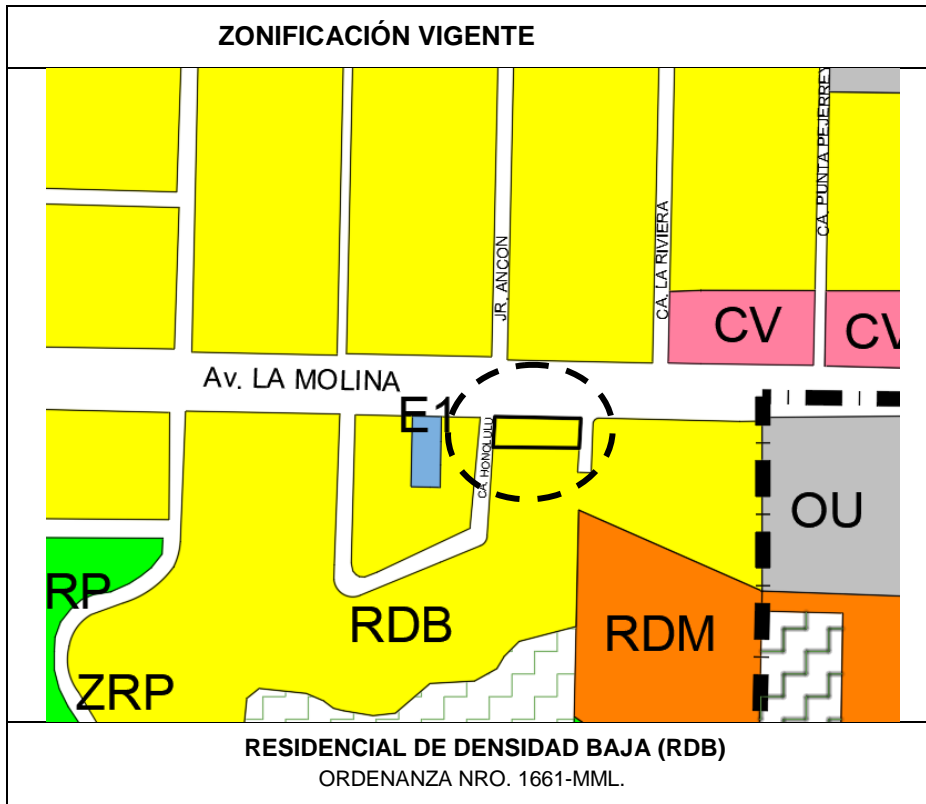 ZONIFICACIÓN VIGENTE
CA. PUNTA PEJERREY
CA. LA RIVIERA
JR. ANCON
CV
CV
Av. LA MOLINA
E1
CA. HONOLULU
OU
RP
RDB
RDM
ZRP
RESIDENCIAL DE DENSIDAD BAJA (RDB)
ORDENANZA NRO. 1661-MML.